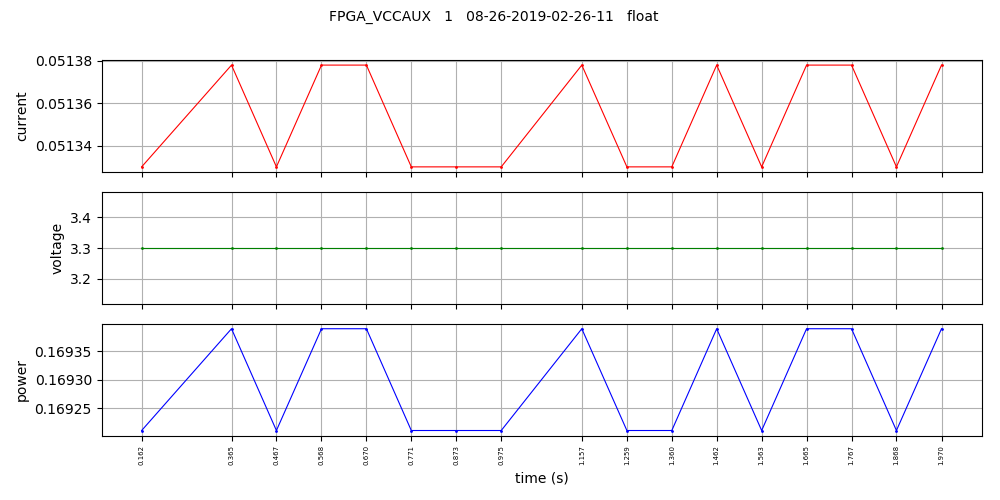 FPGA_VCCAUX 1 08-26-2019-02-26-11 float
0.05138
0.05136
0.05134
current
3.4
3.3
3.2
voltage
0.16935
0.16930
0.16925
power
0.162 0.365 0.467 0.568 0.670 0.771 0.873 0.975 1.157 1.259 1.360 1.462 1.563 1.665 1.767 1.868 1.970
time (s)